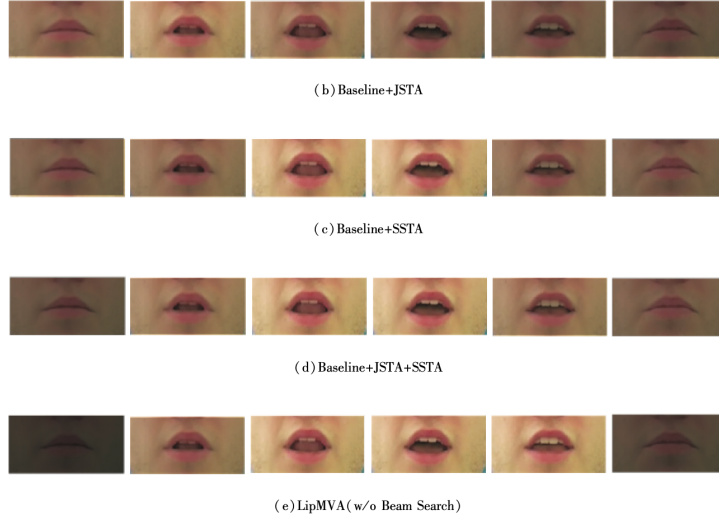 (b)Baseline+JSTA
(c)Baseline+SSTA
(d)Baseline+JSTA+SSTA
(e)LipMVA(w/o Beam Search)